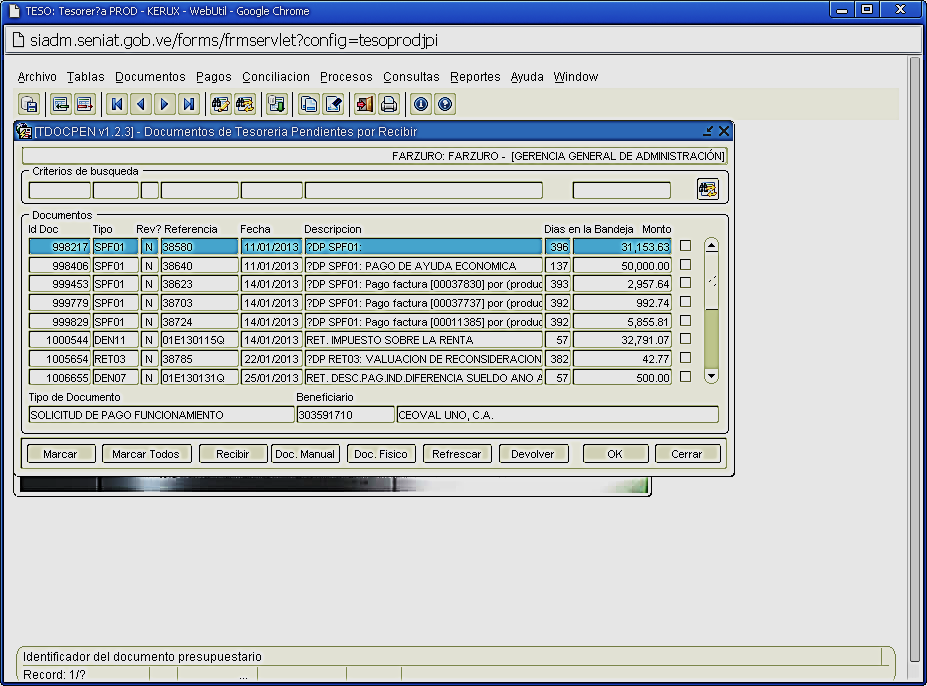 TESO: Tesorer?a PROD - KERUX - WebUtil - Google Chrome
siadm.seniat.gob.ve/forms/frmservlet?config=tesoprodjpi
Archivo Tablas Documentos Pagos Conciliacion Procesos Consultas Reportes Ayuda Window
[TDOCPEN v1.2.3] - Documentos de Tesoreria Pendientes por Recibir
FARZURO: FARZURO - [GERENCIA GENERAL DE ADMINISTRACIÓN]
Criterios de busqueda
Documentos
Id Doc Tipo Rev? Referencia Fecha Descripcion Dias en la Bandeja Monto
998217 SPF01 N 38580 11/01/2013 ?DP SPF01: 396 31,153.63
998406 SPF01 N 38640 11/01/2013 ?DP SPF01: PAGO DE AYUDA ECONOMICA 137 50,000.00
999453 SPF01 N 38623 14/01/2013 ?DP SPF01: Pago factura [00037830] por (produc 393 2,957.64
999779 SPF01 N 38703 14/01/2013 ?DP SPF01: Pago factura [00037737] por (produc 392 992.74
999829 SPF01 N 38724 14/01/2013 ?DP SPF01: Pago factura [00011385] por (produc 392 5,855.81
1000544 DEN11 N 01E130115Q 14/01/2013 RET. IMPUESTO SOBRE LA RENTA 57 32,791.07
1005654 RET03 N 38785 22/01/2013 ?DP RET03: VALUACION DE RECONSIDERACION 382 42.77
1006655 DEN07 N 01E130131Q 25/01/2013 RET. DESC.PAG.IND.DIFERENCIA SUELDO ANO A 57 500.00
Tipo de Documento Beneficiario
SOLICITUD DE PAGO FUNCIONAMIENTO 303591710 CEOVAL UNO, C.A.
Marcar Marcar Todos Recibir Doc. Manual Doc. Fisico Refrescar Devolver OK Cerrar
Identificador del documento presupuestario
Record: 1/? ...